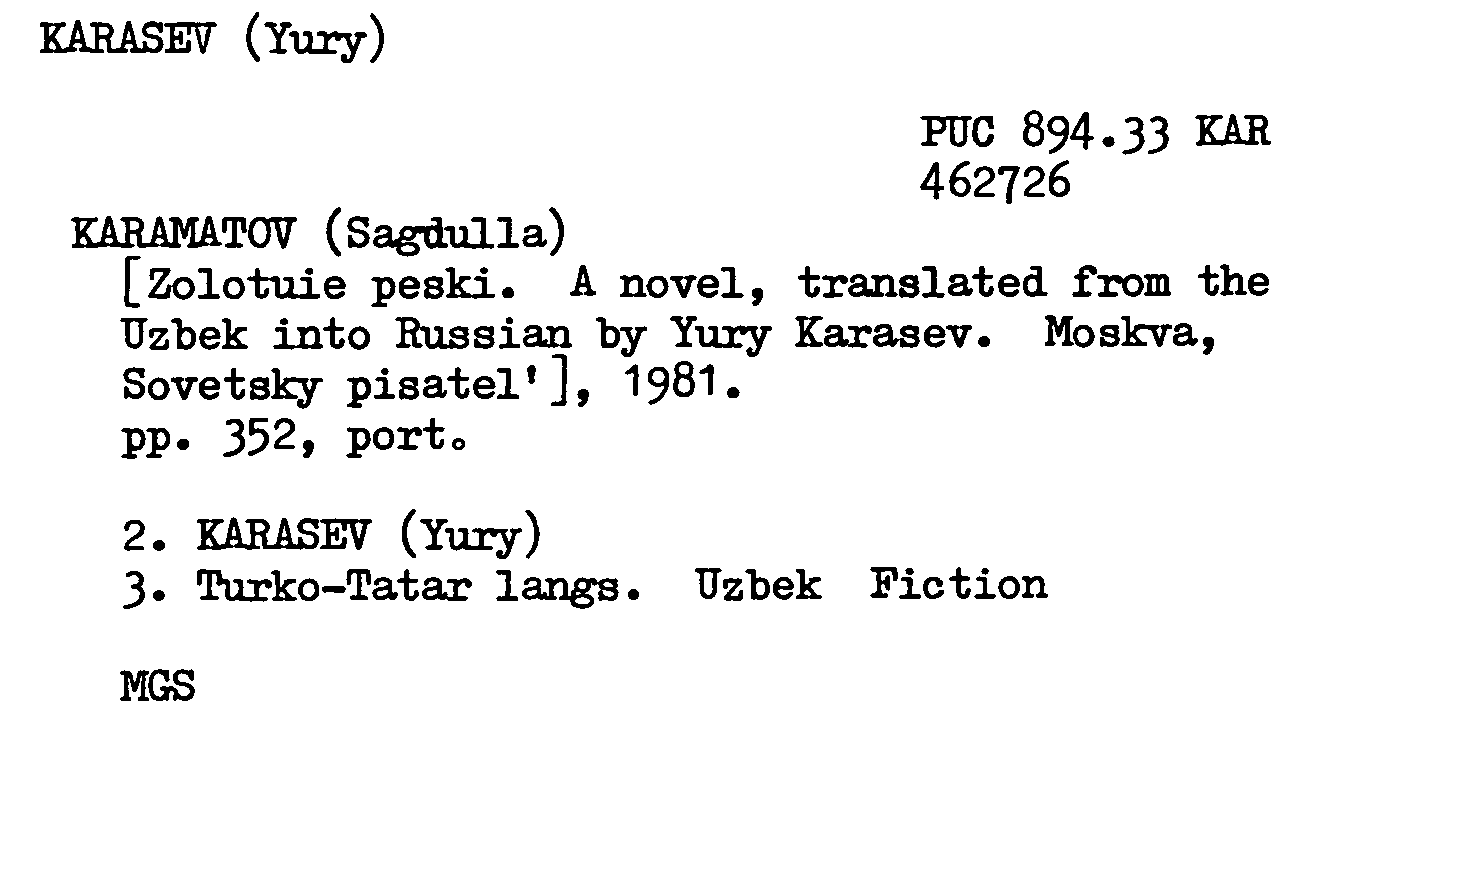 KARASEV (Yury)
PUC 894.33 KAR
462726
KARAMATOV (Sagdulla)
[Zolotuie peski. A novel, translated from the
Uzbek into Russian by Yury Karasev. Moskva,
Sovetsky pisatel'], 1981.
pp. 352, port.
2. KARASEV (Yury)
3. Turko-Tatar langs. Uzbek Fiction
MGS